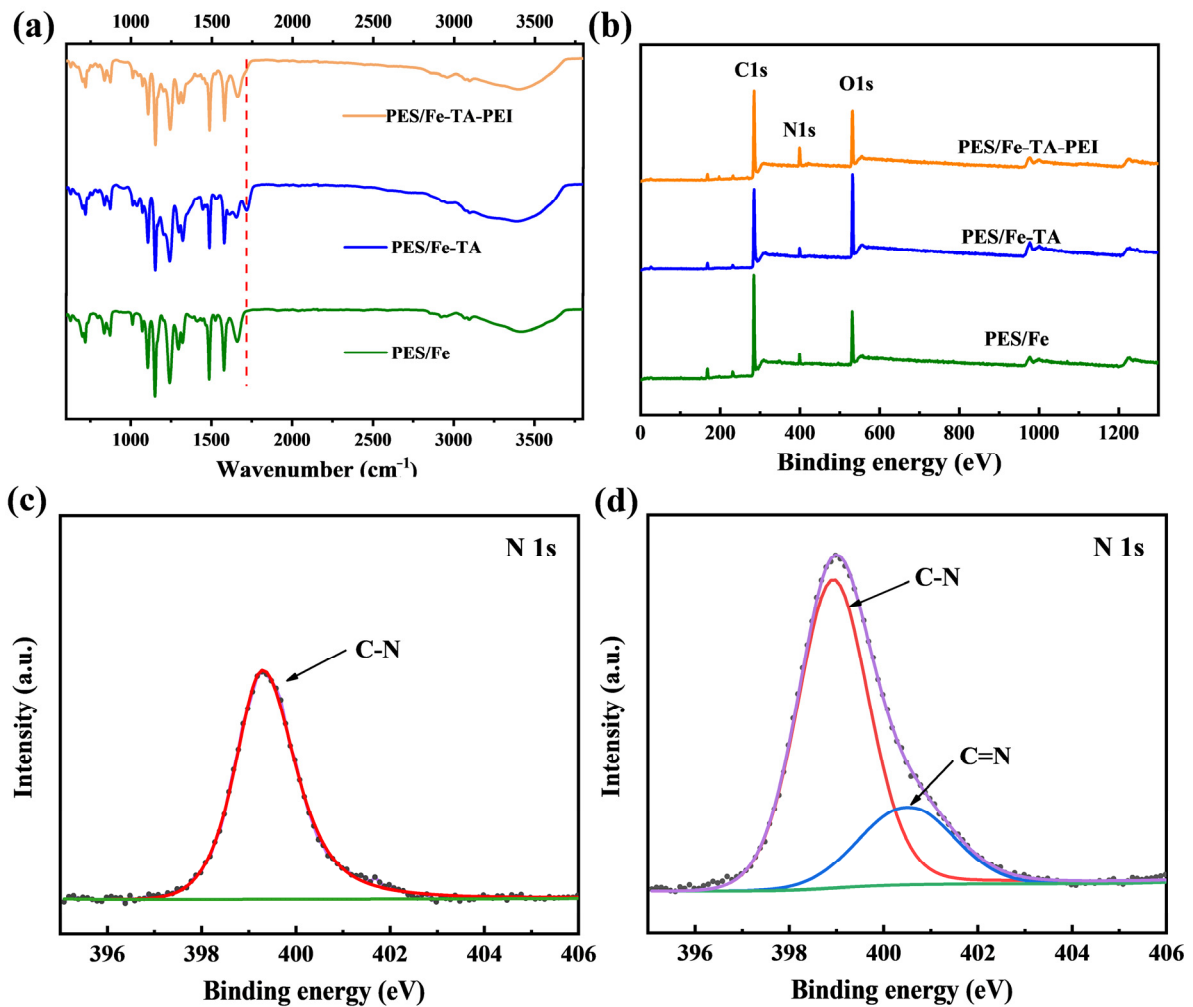 (a)
1000 1500 2000 2500 3000 3500
PES/Fe-TA-PEI
PES/Fe-TA
PES/Fe
1000 1500 2000 2500 3000 3500
Wavenumber (cm⁻¹)
(b)
C1s
O1s
N1s
PES/Fe-TA-PEI
PES/Fe-TA
PES/Fe
0 200 400 600 800 1000 1200
Binding energy (eV)
(c)
N 1s
C-N
Intensity (a.u.)
396 398 400 402 404 406
Binding energy (eV)
(d)
N 1s
C-N
C=N
Intensity (a.u.)
396 398 400 402 404 406
Binding energy (eV)